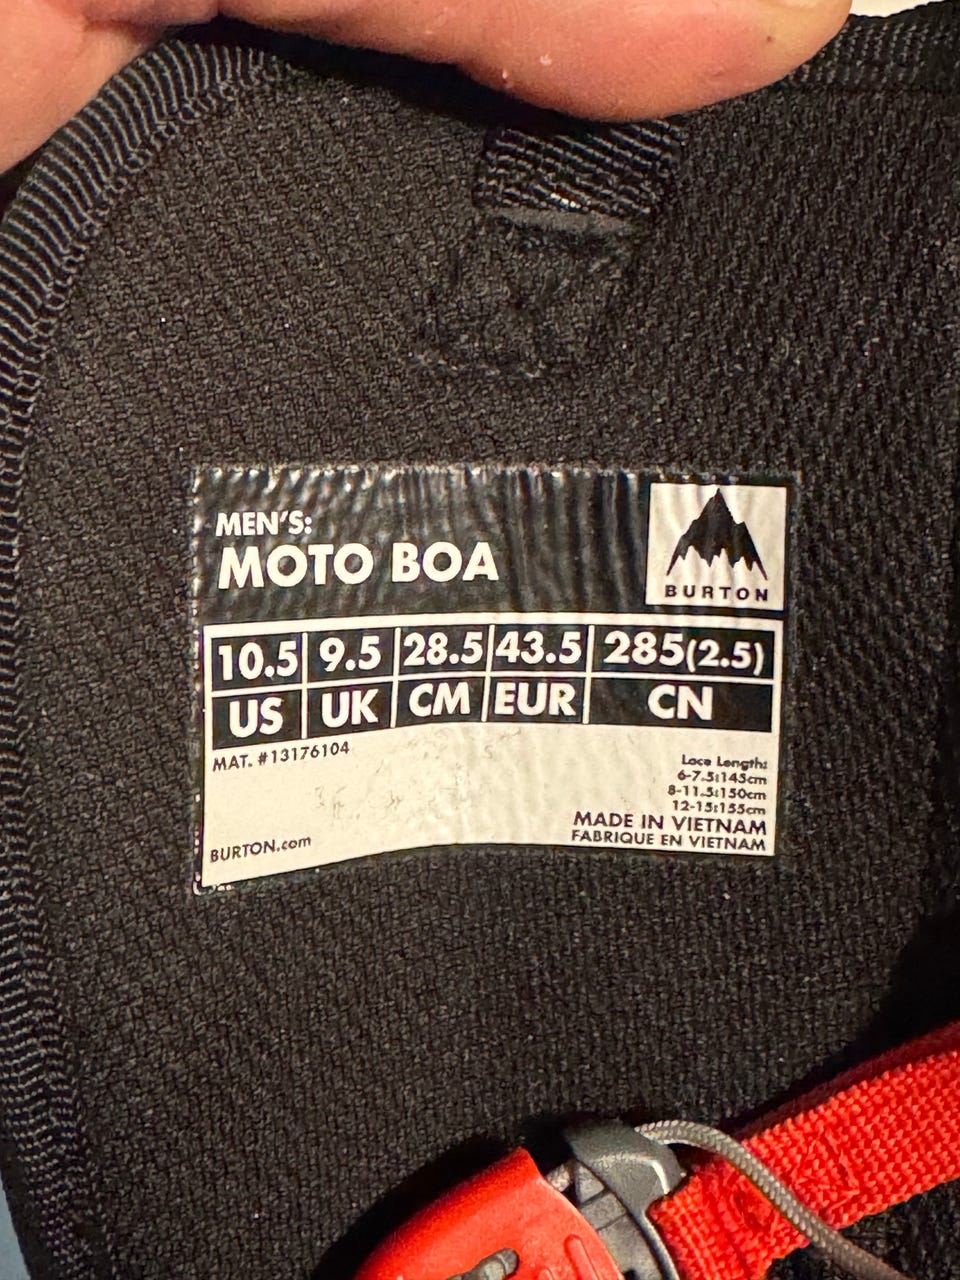 MEN'S:
MOTO BOA
BURTON
10.5 9.5 28.5 43.5 285(2.5)
US UK CM EUR CN
MAT. #13176104
Lace Length:
6-7.5:145cm
8-11.5:150cm
12-15:155cm
MADE IN VIETNAM
FABRIQUE EN VIETNAM
BURTON.com